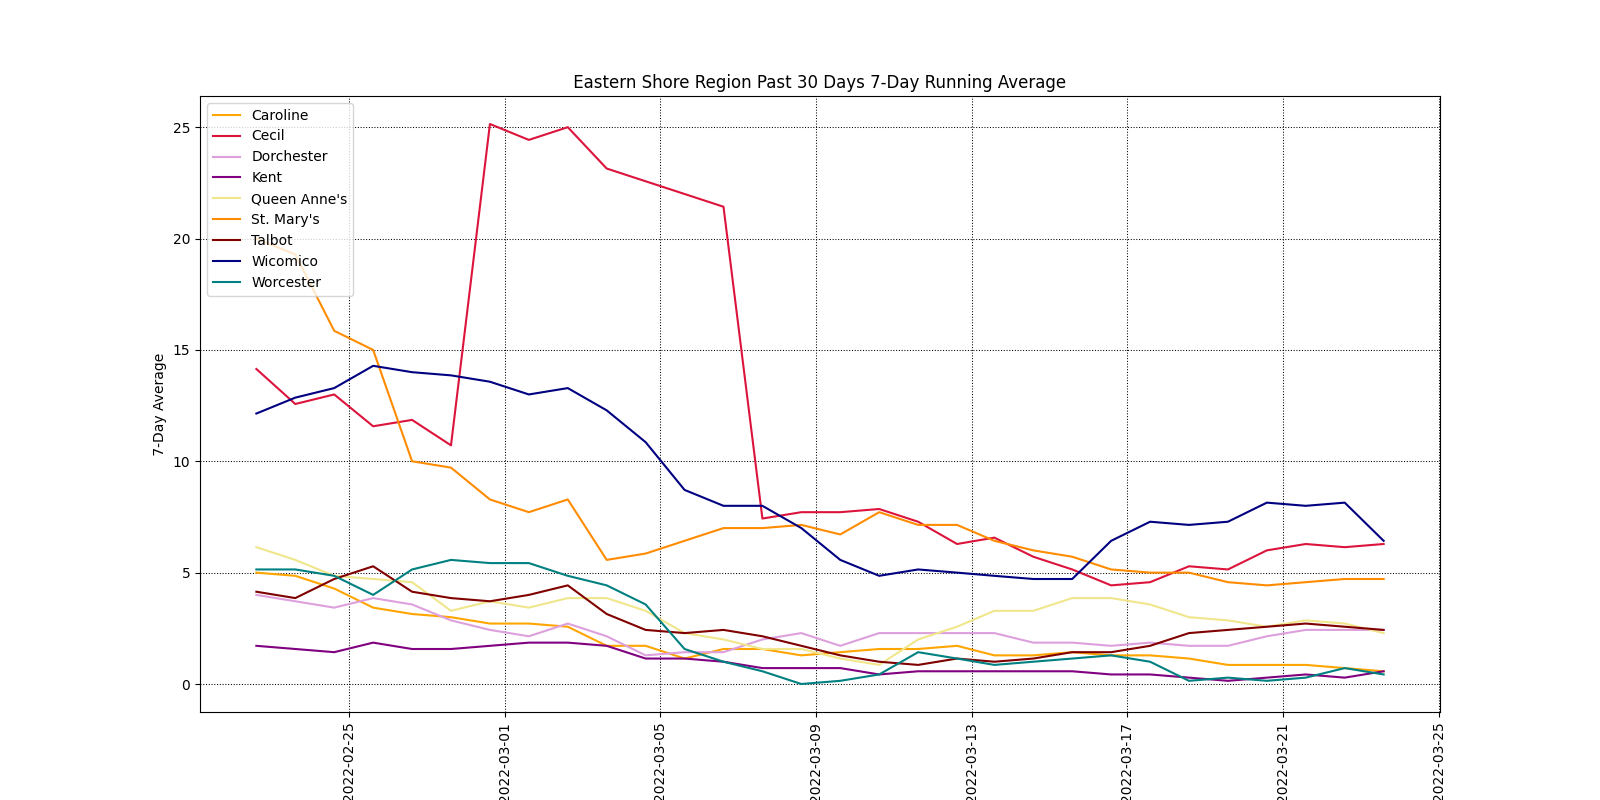 Eastern Shore Region Past 30 Days 7-Day Running Average
7-Day Average
25
20
15
10
5
0
Caroline
Cecil
Dorchester
Kent
Queen Anne's
St. Mary's
Talbot
Wicomico
Worcester
2022-02-25
2022-03-01
2022-03-05
2022-03-09
2022-03-13
2022-03-17
2022-03-21
2022-03-25